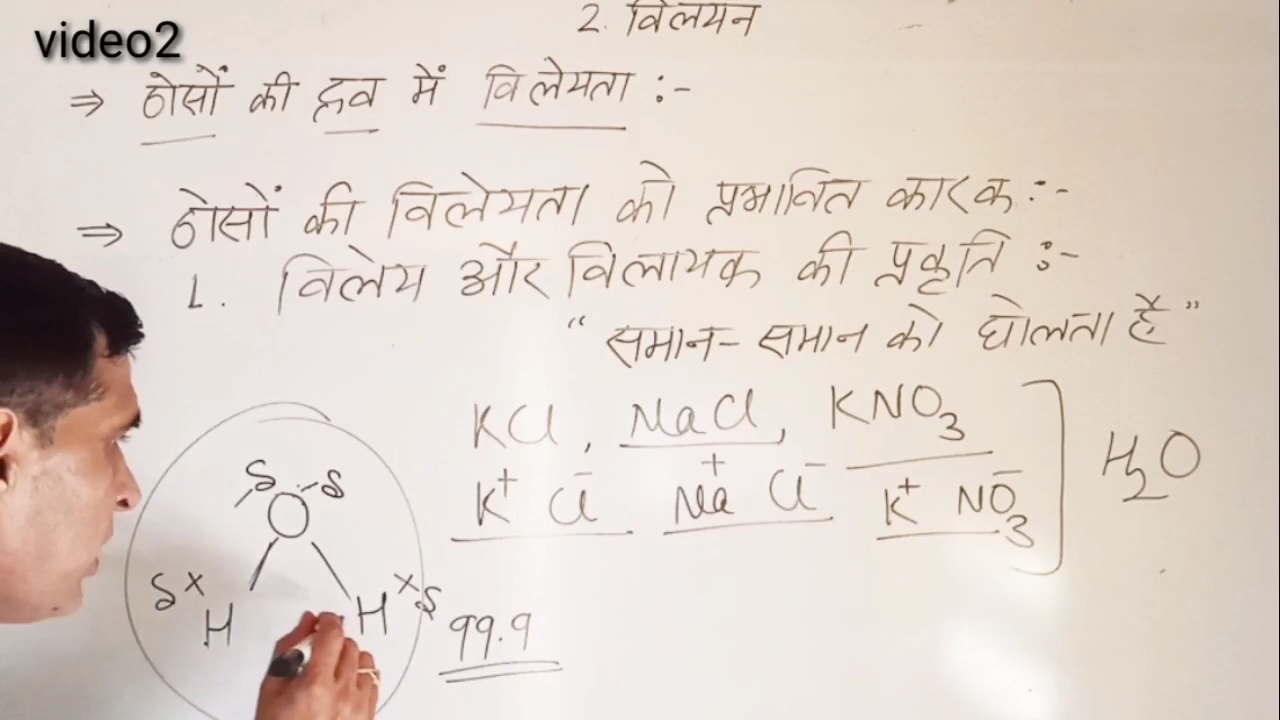 video2
2. विलयन
⇒ ठोसों की द्रव में विलेयता :-
⇒ ठोसों की विलेयता को प्रभावित कारक :-
1. विलेय और विलायक की प्रकृति :-
“ समान - समान को घोलता है ”
KCl, NaCl, KNO3 ] H2O
K+ Cl- Na+ Cl- K+ NO3-
δ- O -δ
δ+ H H +δ
99.9